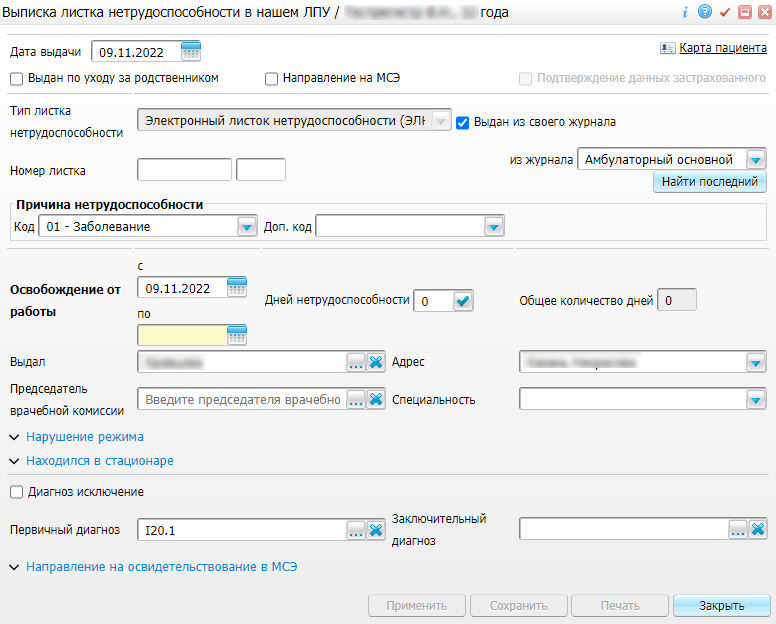 Выписка листка нетрудоспособности в нашем ЛПУ / года
Дата выдачи 09.11.2022 Карта пациента
Выдан по уходу за родственником Направление на МСЭ Подтверждение данных застрахованного
Тип листка
нетрудоспособности Электронный листок нетрудоспособности (ЭЛН Выдан из своего журнала
Номер листка из журнала Амбулаторный основной
Найти последний
Причина нетрудоспособности
Код 01 - Заболевание Доп. код
Освобождение от
работы
с
09.11.2022
по
Дней нетрудоспособности 0 Общее количество дней 0
Выдал Адрес
Председатель
врачебной комиссии Введите председателя врачебно Специальность
Нарушение режима
Находился в стационаре
Диагноз исключение
Первичный диагноз I20.1 Заключительный
диагноз
Направление на освидетельствование в МСЭ
Применить Сохранить Печать Закрыть